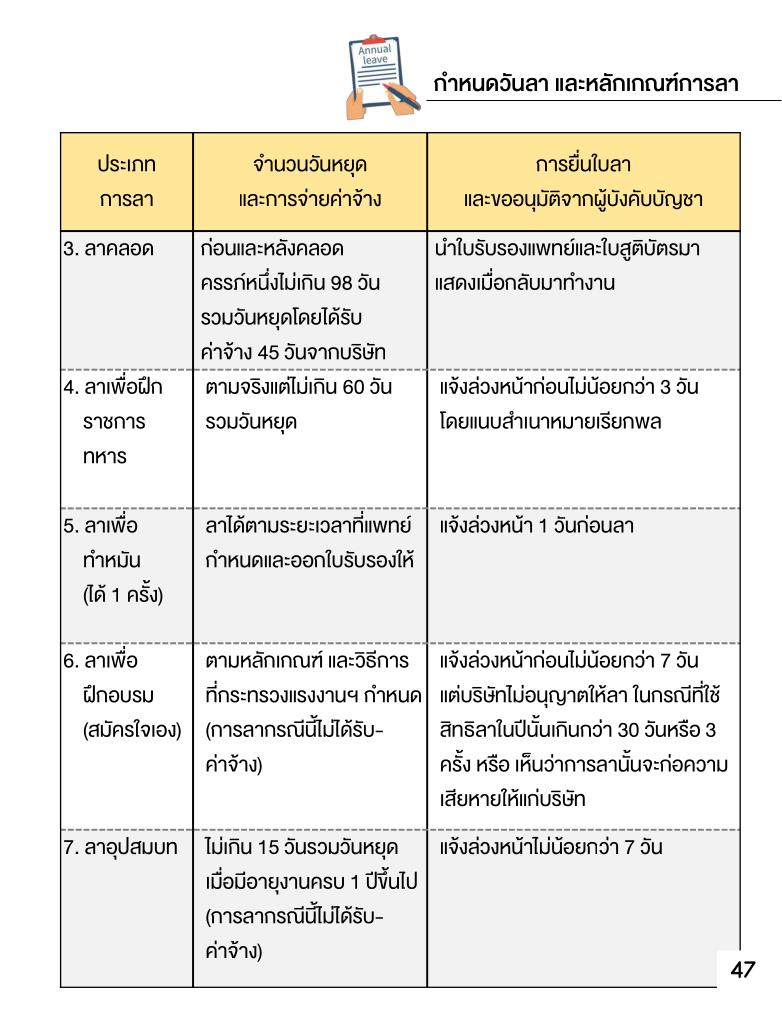 Annual
leave
กำหนดวันลา และหลักเกณฑ์การลา
ประเภท
การลา
จำนวนวันหยุด
และการจ่ายค่าจ้าง
การยื่นใบลา
และขออนุมัติจากผู้บังคับบัญชา
3. ลาคลอด
ก่อนและหลังคลอด
ครรภ์หนึ่งไม่เกิน 98 วัน
รวมวันหยุดโดยได้รับ
ค่าจ้าง 45 วันจากบริษัท
นำใบรับรองแพทย์และใบสูติบัตรมา
แสดงเมื่อกลับมาทำงาน
4. ลาเพื่อฝึก
ราชการ
ทหาร
ตามจริงแต่ไม่เกิน 60 วัน
รวมวันหยุด
แจ้งล่วงหน้าก่อนไม่น้อยกว่า 3 วัน
โดยแนบสำเนาหมายเรียกพล
5. ลาเพื่อ
ทำหมัน
(ได้ 1 ครั้ง)
ลาได้ตามระยะเวลาที่แพทย์
กำหนดและออกใบรับรองให้
แจ้งล่วงหน้า 1 วันก่อนลา
6. ลาเพื่อ
ฝึกอบรม
(สมัครใจเอง)
ตามหลักเกณฑ์ และวิธีการ
ที่กระทรวงแรงงานฯ กำหนด
(การลากรณีนี้ไม่ได้รับ-
ค่าจ้าง)
แจ้งล่วงหน้าก่อนไม่น้อยกว่า 7 วัน
แต่บริษัทไม่อนุญาตให้ลา ในกรณีที่ใช้
สิทธิลาในปีนั้นเกินกว่า 30 วันหรือ 3
ครั้ง หรือ เห็นว่าการลานั้นจะก่อความ
เสียหายให้แก่บริษัท
7. ลาอุปสมบท
ไม่เกิน 15 วันรวมวันหยุด
เมื่อมีอายุงานครบ 1 ปีขึ้นไป
(การลากรณีนี้ไม่ได้รับ-
ค่าจ้าง)
แจ้งล่วงหน้าไม่น้อยกว่า 7 วัน
47